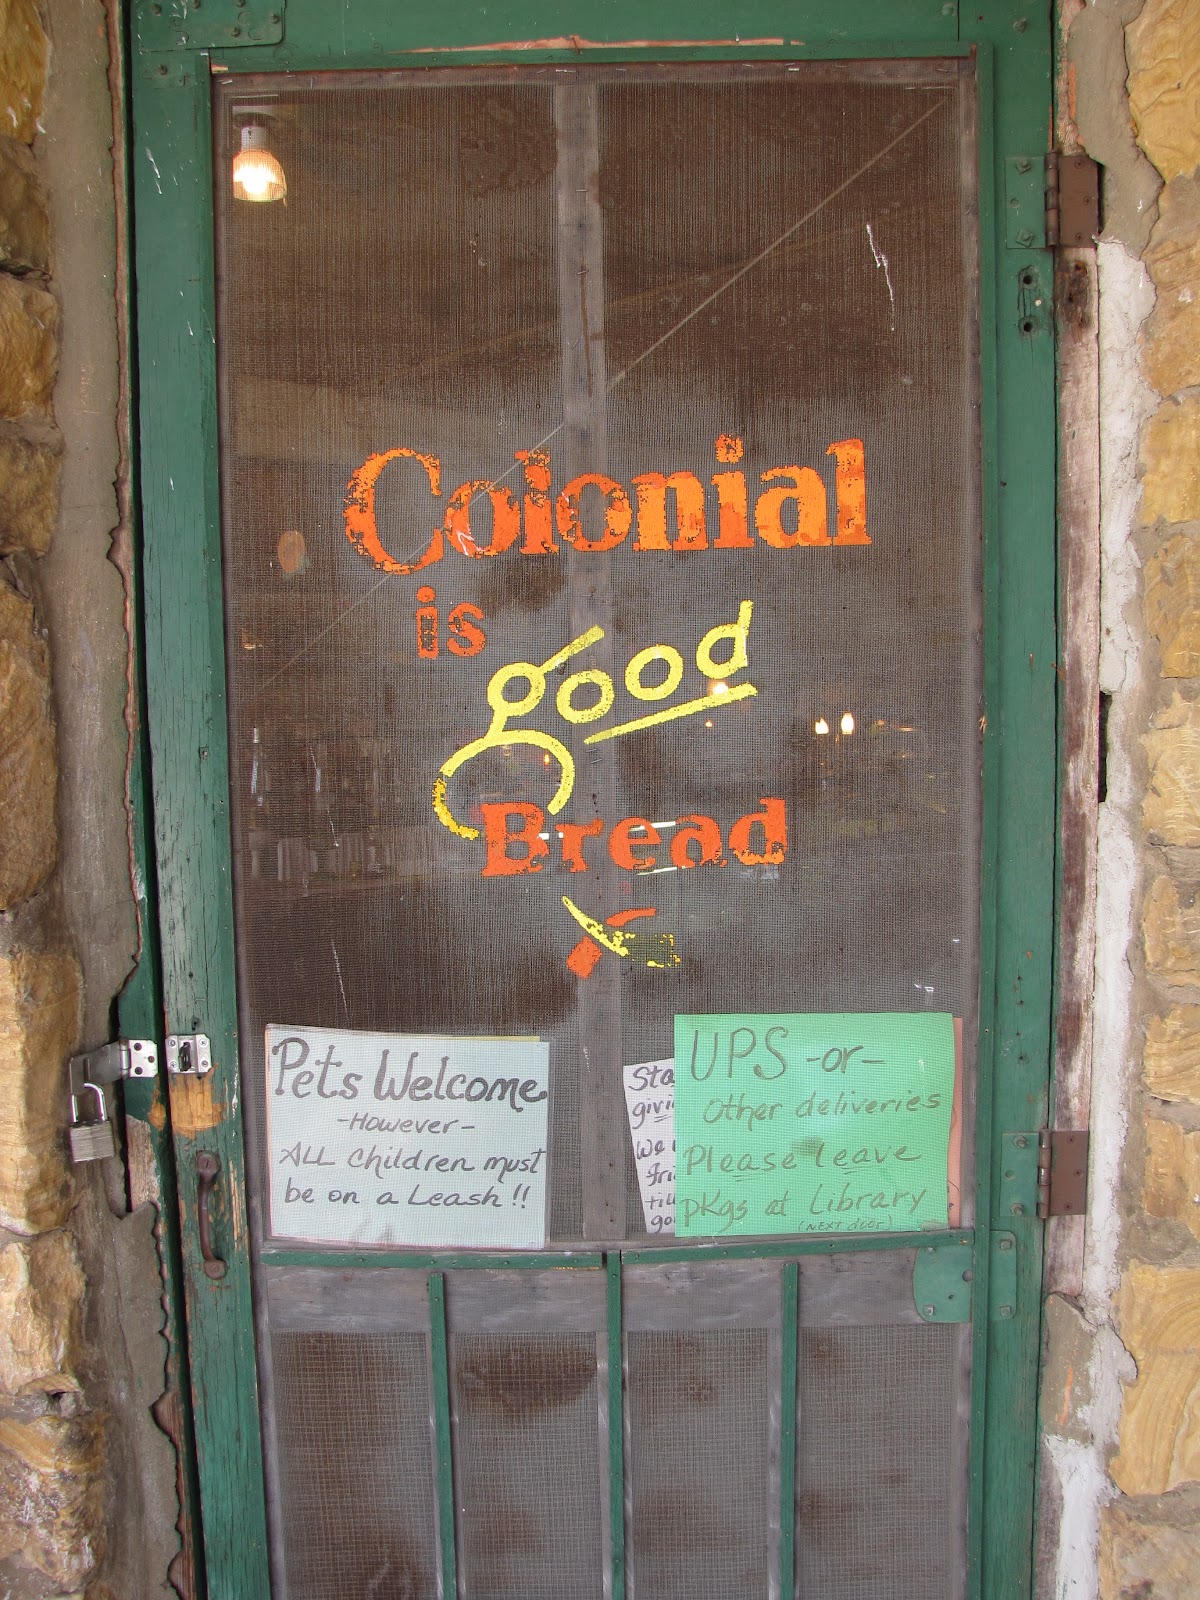 Colonial
is
good
Bread
Pets Welcome
-However-
ALL children must
be on a Leash!!
UPS -or-
other deliveries
Please leave
pkgs at Library
(NEXT door)